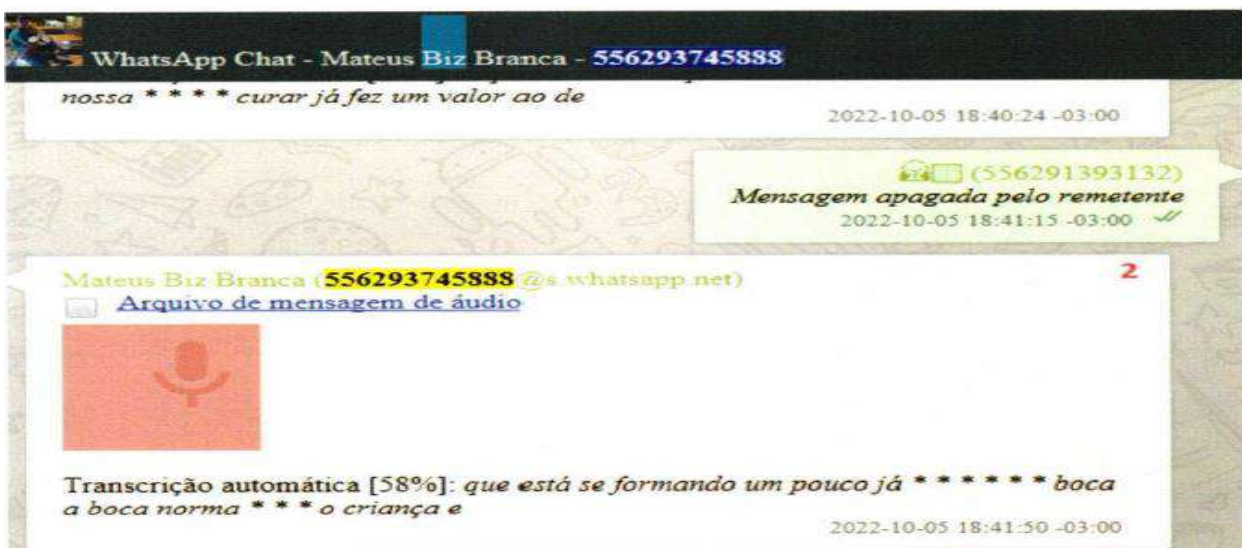 WhatsApp Chat - Mateus Biz Branca - 556293745888
nossa * * * * curar já fez um valor ao de
2022-10-05 18:40:24 -03:00
(556291393132)
Mensagem apagada pelo remetente
2022-10-05 18:41:15 -03:00
Mateus Biz Branca (556293745888@s.whatsapp.net)
2
Arquivo de mensagem de áudio
Transcrição automática [58%]: que está se formando um pouco já * * * * * * boca
a boca norma * * * o criança e
2022-10-05 18:41:50 -03:00